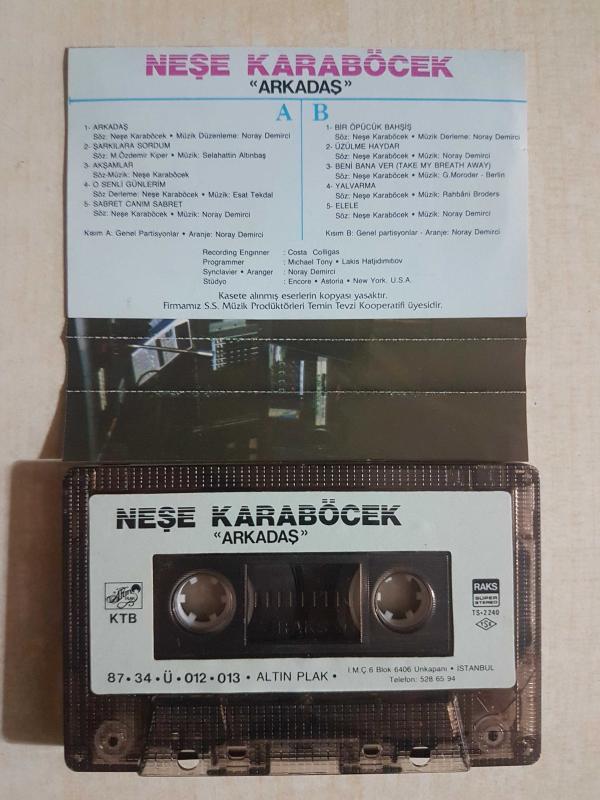 NEŞE KARABÖCEK
«ARKADAŞ»
A
1- ARKADAŞ
Söz: Neşe Karaböcek • Müzik Düzenleme: Noray Demirci
2- ŞARKILARA SORDUM
Söz: M.Özdemir Kiper • Müzik: Selahattin Altınbaş
3- AKŞAMLAR
Söz-Müzik: Neşe Karaböcek
4- O SENLİ GÜNLERİM
Söz Derleme: Neşe Karaböcek • Müzik: Esat Tekdal
5- SABRET CANIM SABRET
Söz: Neşe Karaböcek • Müzik: Noray Demirci
Kısım A: Genel Partisyonlar • Aranje: Noray Demirci
B
1- BİR ÖPÜCÜK BAHŞİŞ
Söz: Neşe Karaböcek • Müzik Derleme: Noray Demirci
2- ÜZÜLME HAYDAR
Söz: Neşe Karaböcek • Müzik: Noray Demirci
3- BENİ BANA VER (TAKE MY BREATH AWAY)
Söz: Neşe Karaböcek • Müzik: G.Moroder - Berlin
4- YALVARMA
Söz: Neşe Karaböcek • Müzik: Rahbâni Broders
5- ELELE
Söz: Neşe Karaböcek • Müzik: Noray Demirci
Kısım B: Genel partisyonlar - Aranje: Noray Demirci
Recording Enginner : Costa Colligas
Programmer : Michael Tony • Lakis Hatjidimitiov
Synclavier • Aranger : Noray Demirci
Stüdyo : Encore • Astoria • New York. U.S.A.
Kasete alınmış eserlerin kopyası yasaktır.
Firmamız S.S. Müzik Prodüktörleri Temin Tevzi Kooperatifi üyesidir.
NEŞE KARABÖCEK
«ARKADAŞ»
KTB
RAKS
RAKS
SUPER
STEREO
TS•2240
TSK
87•34•Ü•012•013 • ALTIN PLAK •
İ.M.Ç.6 Blok 6406 Unkapanı • İSTANBUL
Telefon: 528 65 94